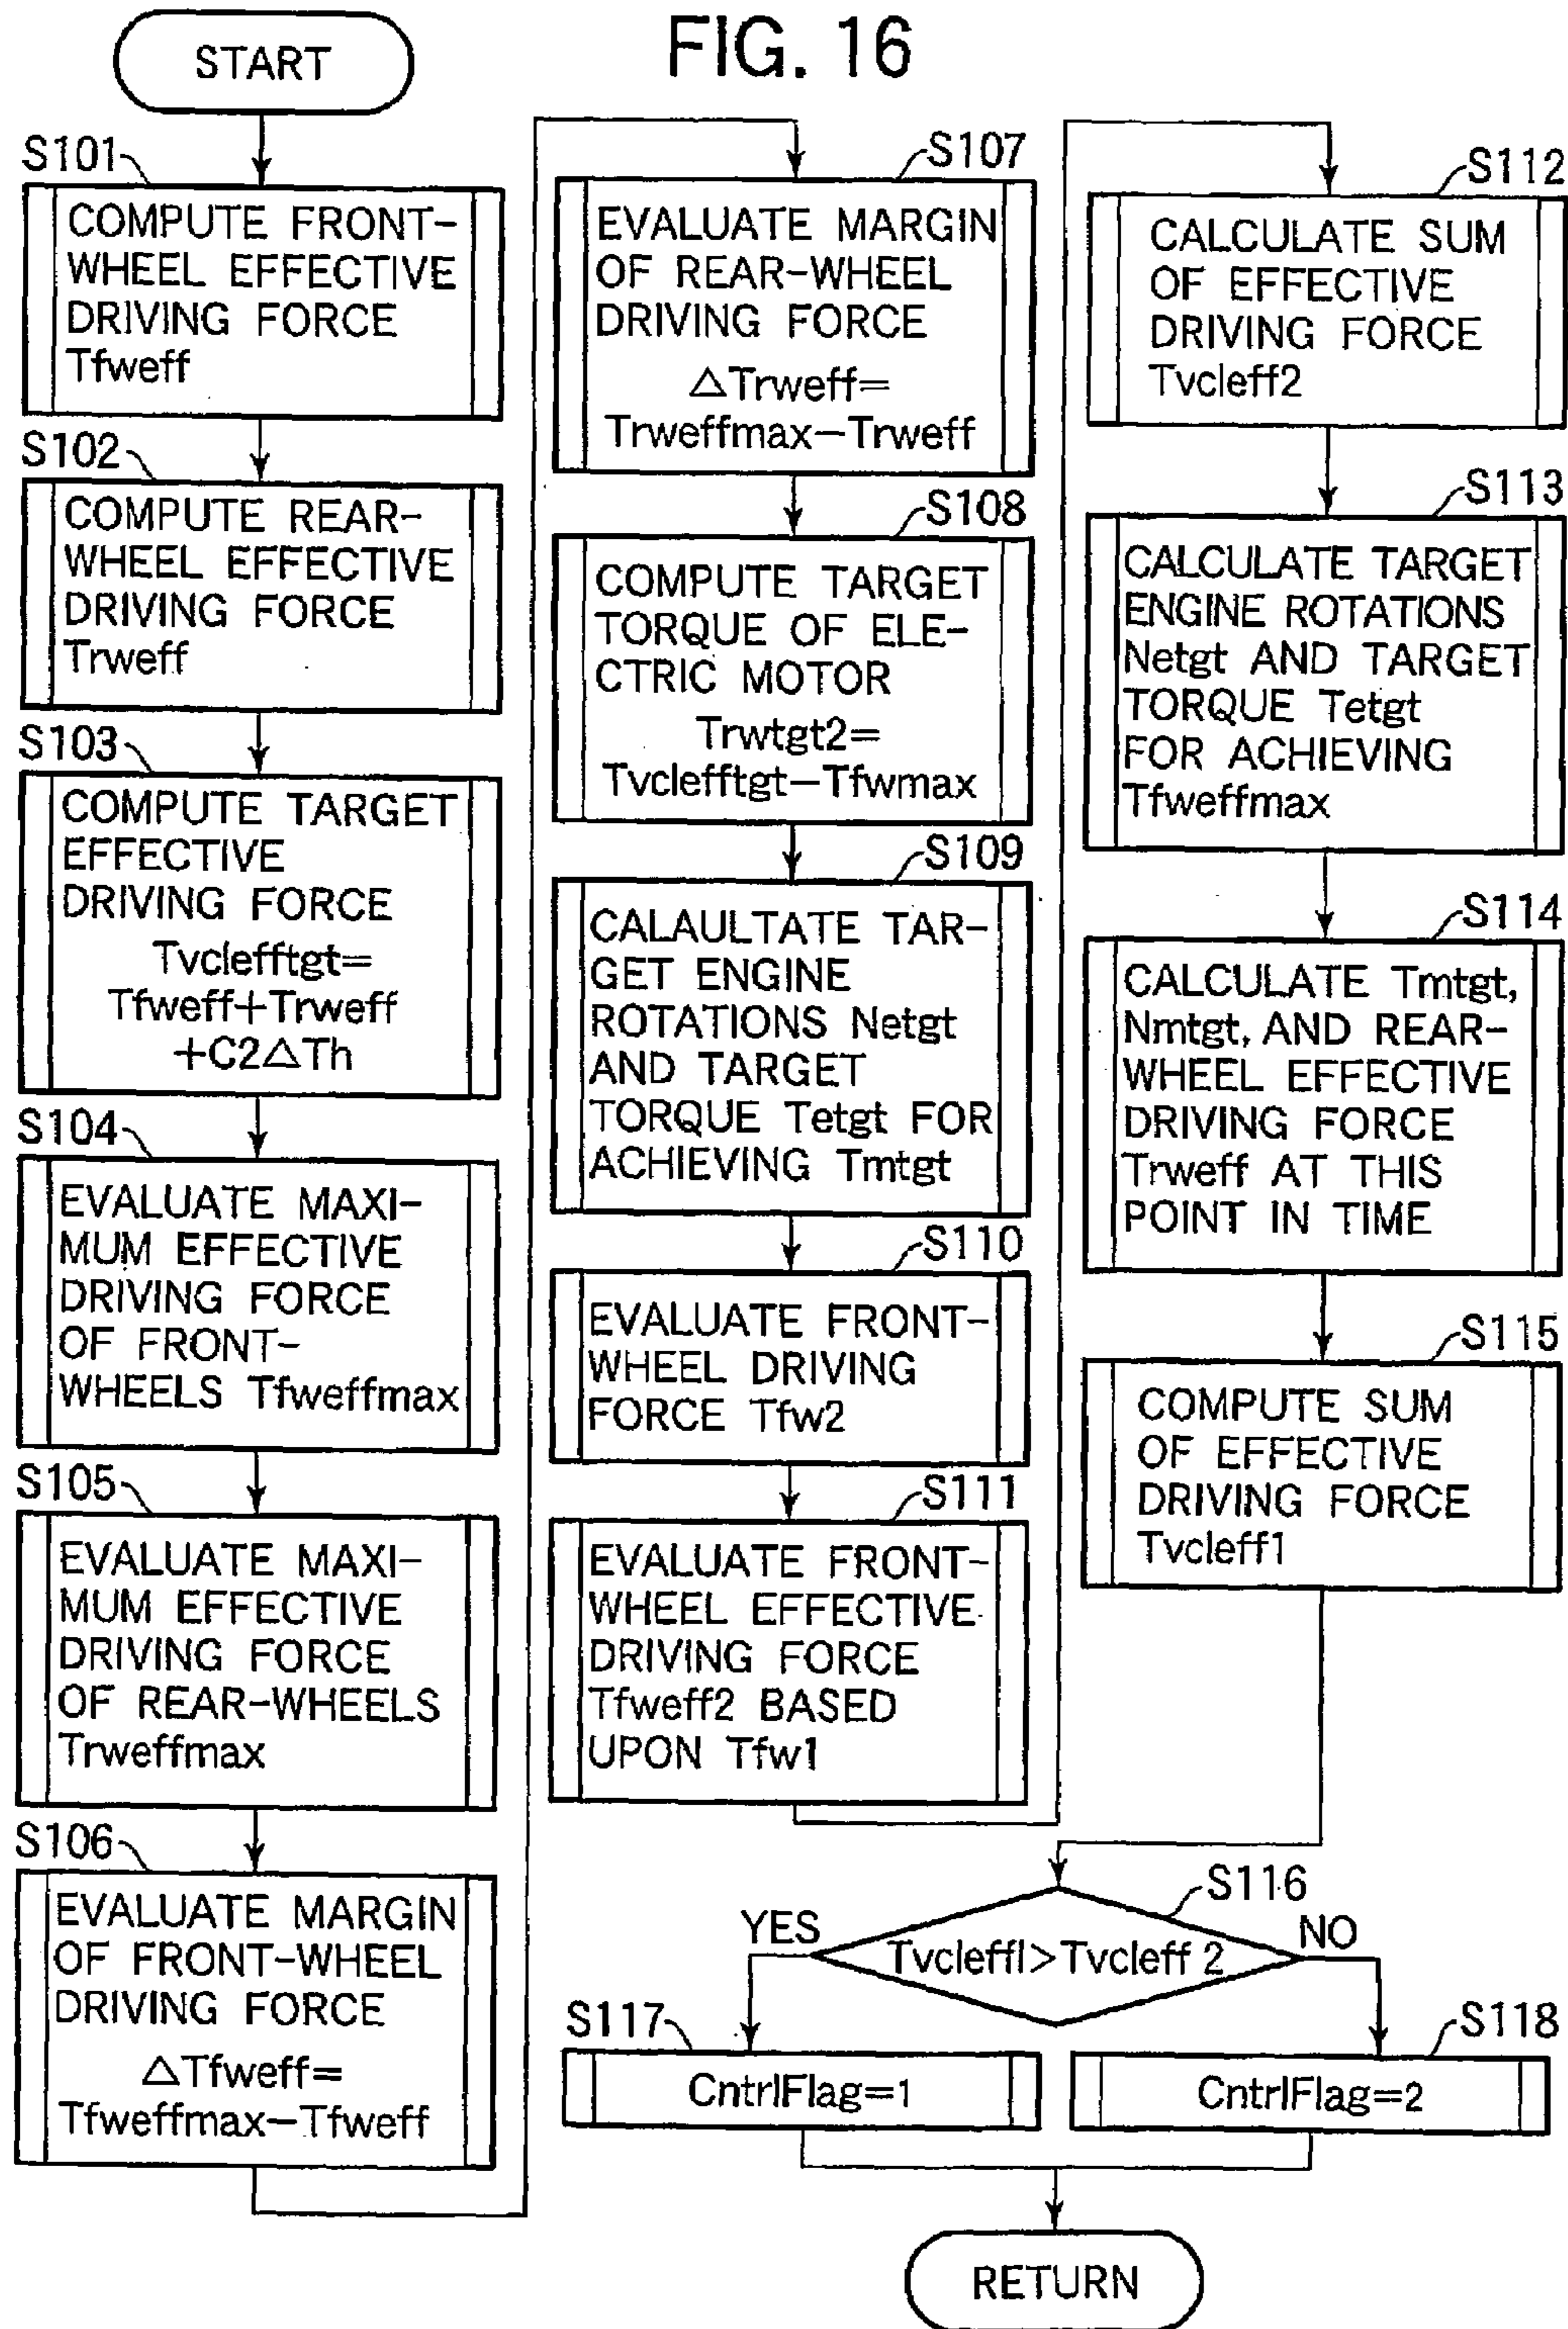 FIG. 16
START
S101
COMPUTE FRONT-
WHEEL EFFECTIVE
DRIVING FORCE
Tfweff
S102
COMPUTE REAR-
WHEEL EFFECTIVE
DRIVING FORCE
Trweff
S103
COMPUTE TARGET
EFFECTIVE
DRIVING FORCE
Tvclefftgt=
Tfweff+Trweff
+C2△Th
S104
EVALUATE MAXI-
MUM EFFECTIVE
DRIVING FORCE
OF FRONT-
WHEELS Tfweffmax
S105
EVALUATE MAXI-
MUM EFFECTIVE
DRIVING FORCE
OF REAR-WHEELS
Trweffmax
S106
EVALUATE MARGIN
OF FRONT-WHEEL
DRIVING FORCE
△Tfweff=
Tfweffmax−Tfweff
S107
EVALUATE MARGIN
OF REAR-WHEEL
DRIVING FORCE
△Trweff=
Trweffmax−Trweff
S108
COMPUTE TARGET
TORQUE OF ELE-
CTRIC MOTOR
Trwtgt2=
Tvclefftgt−Tfwmax
S109
CALAULTATE TAR-
GET ENGINE
ROTATIONS Netgt
AND TARGET
TORQUE Tetgt FOR
ACHIEVING Tmtgt
S110
EVALUATE FRONT-
WHEEL DRIVING
FORCE Tfw2
S111
EVALUATE FRONT-
WHEEL EFFECTIVE
DRIVING FORCE
Tfweff2 BASED
UPON Tfw1
S112
CALCULATE SUM
OF EFFECTIVE
DRIVING FORCE
Tvcleff2
S113
CALCULATE TARGET
ENGINE ROTATIONS
Netgt AND TARGET
TORQUE Tetgt
FOR ACHIEVING
Tfweffmax
S114
CALCULATE Tmtgt,
Nmtgt, AND REAR-
WHEEL EFFECTIVE
DRIVING FORCE
Trweff AT THIS
POINT IN TIME
S115
COMPUTE SUM
OF EFFECTIVE
DRIVING FORCE
Tvcleff1
S116
YES
Tvcleff1>Tvcleff 2
NO
S117
CntrlFlag=1
S118
CntrlFlag=2
RETURN